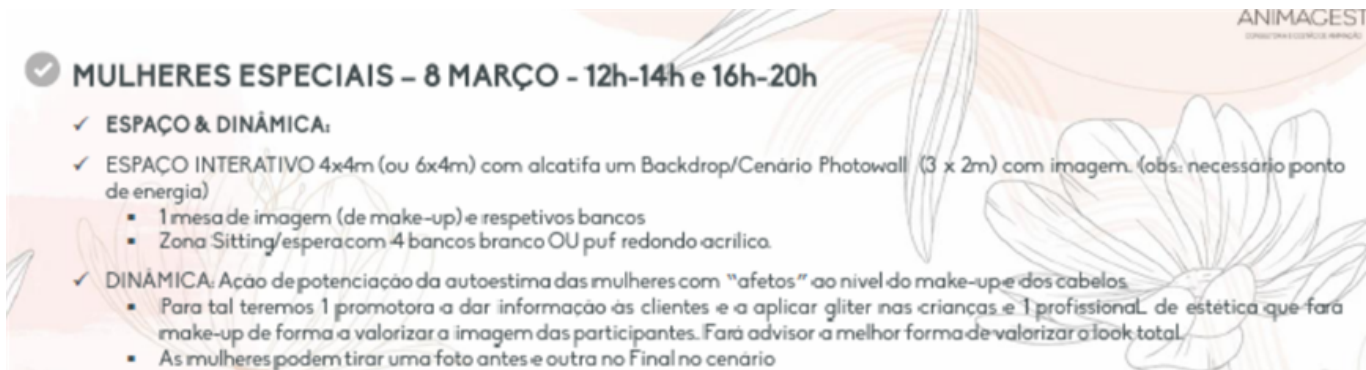 ANIMAGEST
CONSULTORIA E GESTÃO DE ANIMAÇÃO
MULHERES ESPECIAIS – 8 MARÇO - 12h-14h e 16h-20h
ESPAÇO & DINÂMICA:
ESPAÇO INTERATIVO 4x4m (ou 6x4m) com alcatifa um Backdrop/Cenário Photowall (3 x 2m) com imagem. (obs: necessário ponto
de energia)
1 mesa de imagem (de make-up) e respetivos bancos
Zona Sitting/espera com 4 bancos branco OU puf redondo acrílico.
DINÂMICA: Ação de potenciação da autoestima das mulheres com "afetos" ao nível do make-up e dos cabelos
Para tal teremos 1 promotora a dar informação às clientes e a aplicar gliter nas crianças e 1 profissionaL de estética que fará
make-up de forma a valorizar a imagem das participantes. Fará advisor a melhor forma de valorizar o look total.
As mulheres podem tirar uma foto antes e outra no Final no cenário